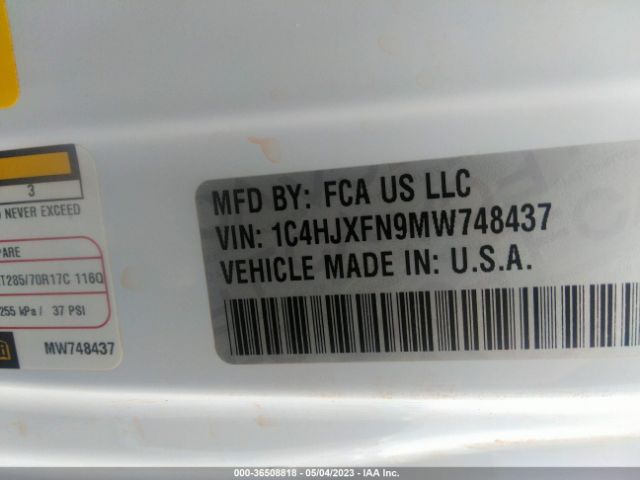 3
NEVER EXCEED
MFD BY: FCA US LLC
VIN: 1C4HJXFN9MW748437
VEHICLE MADE IN: U.S.A.
T285/70R17C 116Q
255 kPa / 37 PSI
MW748437
000-36508818 - 05/04/2023 - IAA Inc.